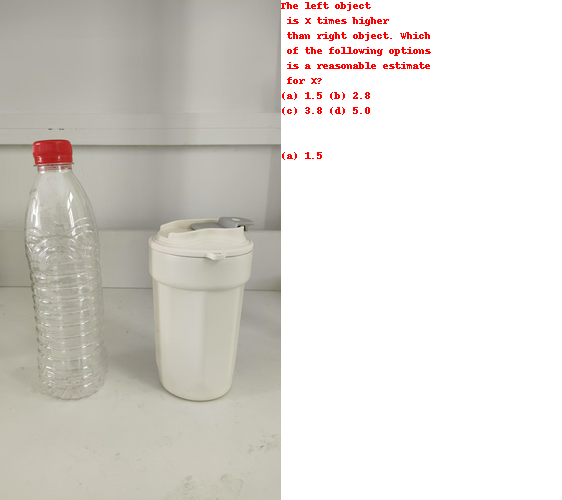 The left object
is X times higher
than right object. Which
of the following options
is a reasonable estimate
for X?
(a) 1.5 (b) 2.8
(c) 3.8 (d) 5.0
(a) 1.5